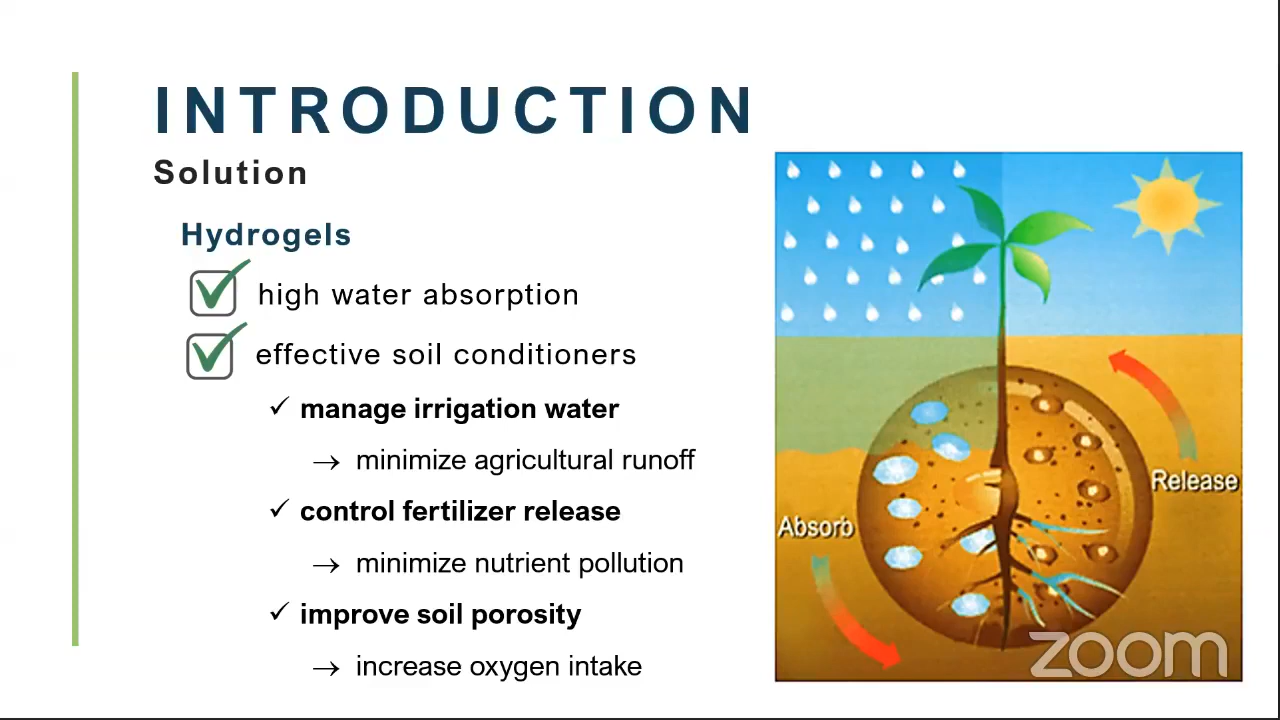 INTRODUCTION
Solution
Hydrogels
high water absorption
effective soil conditioners
✓ manage irrigation water
→ minimize agricultural runoff
✓ control fertilizer release
→ minimize nutrient pollution
✓ improve soil porosity
→ increase oxygen intake
Absorb
Release
zoom